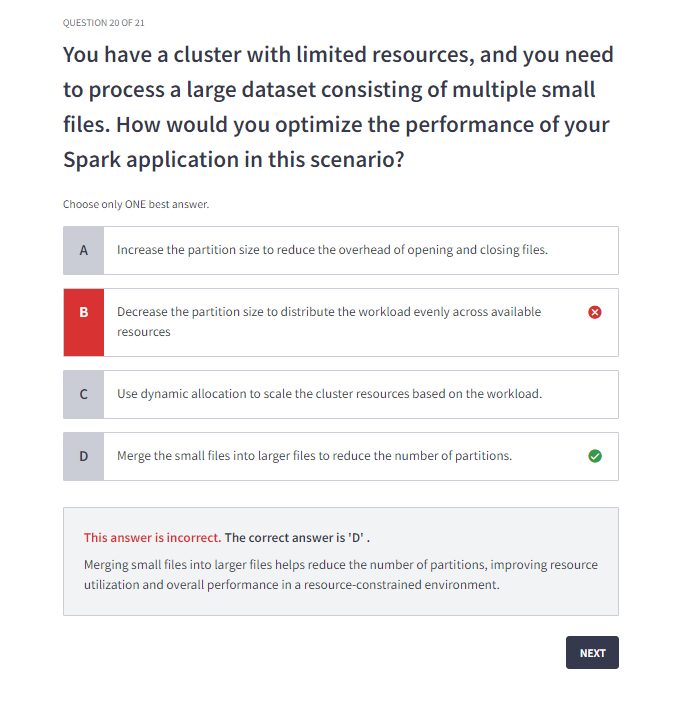 QUESTION 20 OF 21
You have a cluster with limited resources, and you need
to process a large dataset consisting of multiple small
files. How would you optimize the performance of your
Spark application in this scenario?
Choose only ONE best answer.
A Increase the partition size to reduce the overhead of opening and closing files.
B Decrease the partition size to distribute the workload evenly across available
resources
C Use dynamic allocation to scale the cluster resources based on the workload.
D Merge the small files into larger files to reduce the number of partitions.
This answer is incorrect. The correct answer is 'D' .
Merging small files into larger files helps reduce the number of partitions, improving resource
utilization and overall performance in a resource-constrained environment.
NEXT